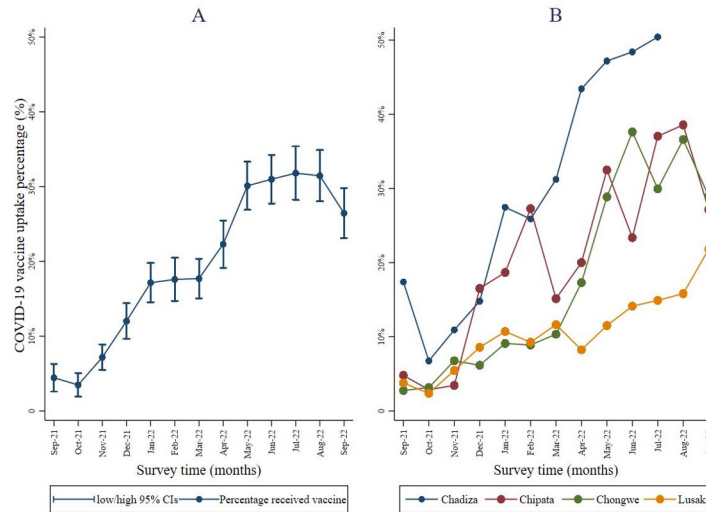 A
B
COVID-19 vaccine uptake percentage (%)
50%
40%
30%
20%
10%
0
Sep-21
Oct-21
Nov-21
Dec-21
Jan-22
Feb-22
Mar-22
Apr-22
May-22
Jun-22
Jul-22
Aug-22
Sep-22
Survey time (months)
low/high 95% CIs
Percentage received vaccine
50%
40%
30%
20%
10%
0
Sep-21
Oct-21
Nov-21
Dec-21
Jan-22
Feb-22
Mar-22
Apr-22
May-22
Jun-22
Jul-22
Aug-22
Survey time (months)
Chadiza
Chipata
Chongwe
Lusak